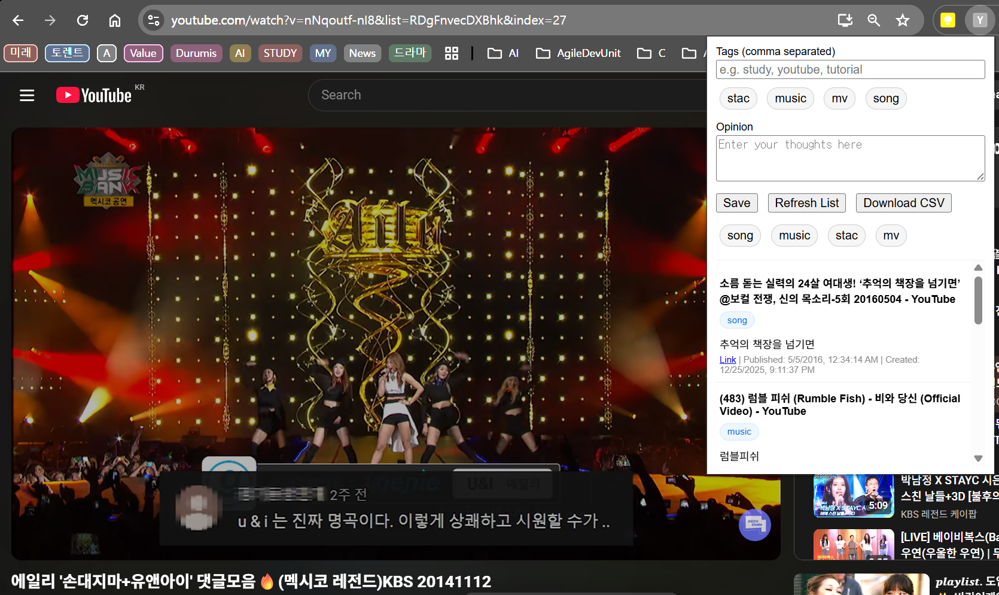 youtube.com/watch?v=nNqoutf-nI8&list=RDgFnvecDXBhk&index=27
Y
미래
토렌트
A
Value
Durumis
AI
STUDY
MY
News
드라마
AI
AgileDevUnit
C
YouTube KR
Search
MUSIC
BANK
멕시코 공연
Ailee
U&I 에일리
2주 전
u & i 는 진짜 명곡이다. 이렇게 상쾌하고 시원할 수가 ..
DGDG
Studio
에일리 '손대지마+유앤아이' 댓글모음🔥(멕시코 레전드)KBS 20141112
Tags (comma separated)
e.g. study, youtube, tutorial
stac
music
mv
song
Opinion
Enter your thoughts here
Save
Refresh List
Download CSV
song
music
stac
mv
소름 돋는 실력의 24살 여대생! ‘추억의 책장을 넘기면’
@보컬 전쟁, 신의 목소리-5회 20160504 - YouTube
song
추억의 책장을 넘기면
Link | Published: 5/5/2016, 12:34:14 AM | Created:
12/25/2025, 9:11:37 PM
(483) 럼블 피쉬 (Rumble Fish) - 비와 당신 (Official
Video) - YouTube
music
럼블피쉬
5:09
박남정 X STAYC 시은
스친 날들+3D [불후의
KBS 레전드 케이팝
[LIVE] 베이비복스(Ba
우연(우울한 우연) | 두
playlist. 도입